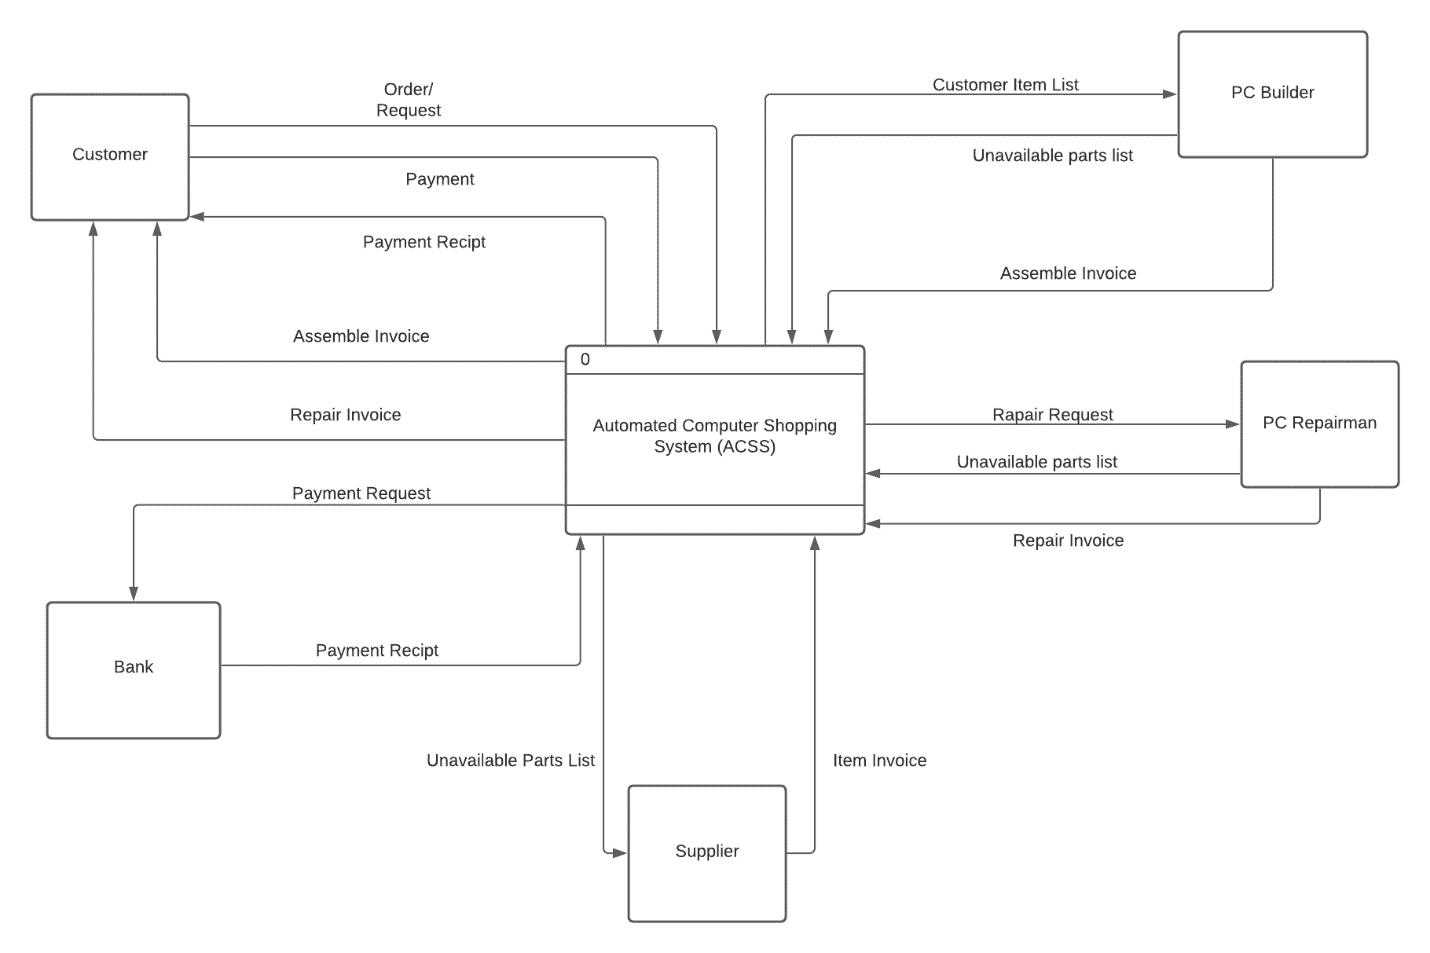 Order/
Request
Customer
Payment
Payment Recipt
Assemble Invoice
Repair Invoice
Customer Item List
PC Builder
Unavailable parts list
Assemble Invoice
0
Automated Computer Shopping
System (ACSS)
Rapair Request
PC Repairman
Unavailable parts list
Repair Invoice
Payment Request
Bank
Payment Recipt
Unavailable Parts List
Item Invoice
Supplier